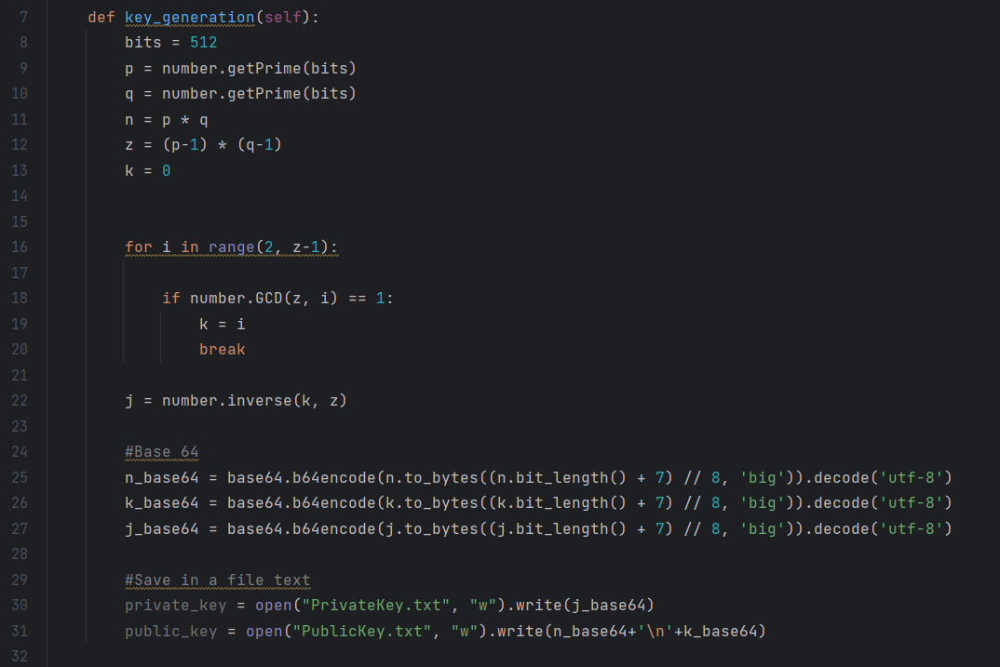 7 def key_generation(self):
8 bits = 512
9 p = number.getPrime(bits)
10 q = number.getPrime(bits)
11 n = p * q
12 z = (p-1) * (q-1)
13 k = 0
14
15
16 for i in range(2, z-1):
17
18 if number.GCD(z, i) == 1:
19 k = i
20 break
21
22 j = number.inverse(k, z)
23
24 #Base 64
25 n_base64 = base64.b64encode(n.to_bytes((n.bit_length() + 7) // 8, 'big')).decode('utf-8')
26 k_base64 = base64.b64encode(k.to_bytes((k.bit_length() + 7) // 8, 'big')).decode('utf-8')
27 j_base64 = base64.b64encode(j.to_bytes((j.bit_length() + 7) // 8, 'big')).decode('utf-8')
28
29 #Save in a file text
30 private_key = open("PrivateKey.txt", "w").write(j_base64)
31 public_key = open("PublicKey.txt", "w").write(n_base64+'\n'+k_base64)
32